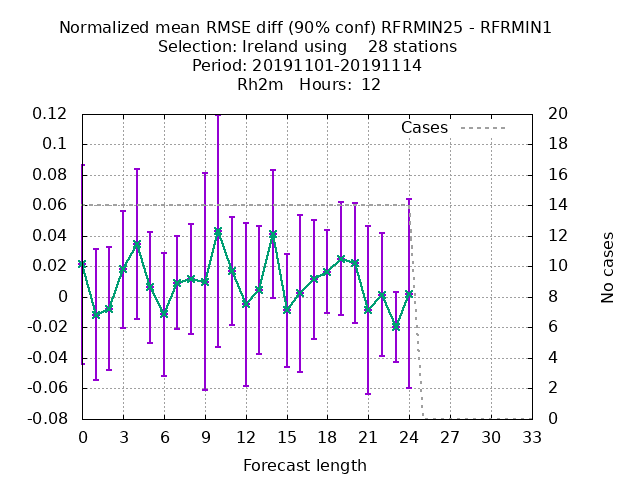 Normalized mean RMSE diff (90% conf) RFRMIN25 - RFRMIN1
Selection: Ireland using    28 stations
Period: 20191101-20191114
Rh2m   Hours:  12
Cases
0.12
0.1
0.08
0.06
0.04
0.02
0
-0.02
-0.04
-0.06
-0.08
20
18
16
14
12
10
8
6
4
2
0
No cases
0 3 6 9 12 15 18 21 24 27 30 33
Forecast length